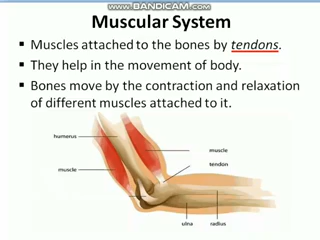 WWW.BANDICAM.COM
Muscular System
▪ Muscles attached to the bones by tendons.
▪ They help in the movement of body.
▪ Bones move by the contraction and relaxation
of different muscles attached to it.
humerus
muscle
tendon
muscle
ulna radius